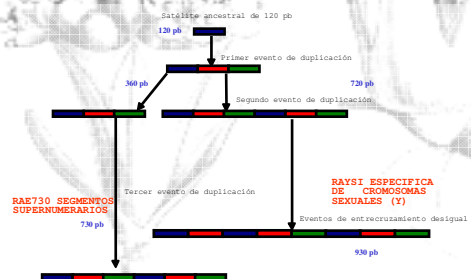 Satélite ancestral de 120 pb
120 pb
Primer evento de duplicación
360 pb
720 pb
Segundo evento de duplicación
Tercer evento de duplicación
RAE730 SEGMENTOS
SUPERNUMERARIOS
730 pb
RAYSI ESPECIFICA
DE CROMOSOMAS
SEXUALES (Y)
Eventos de entrecruzamiento desigual
930 pb